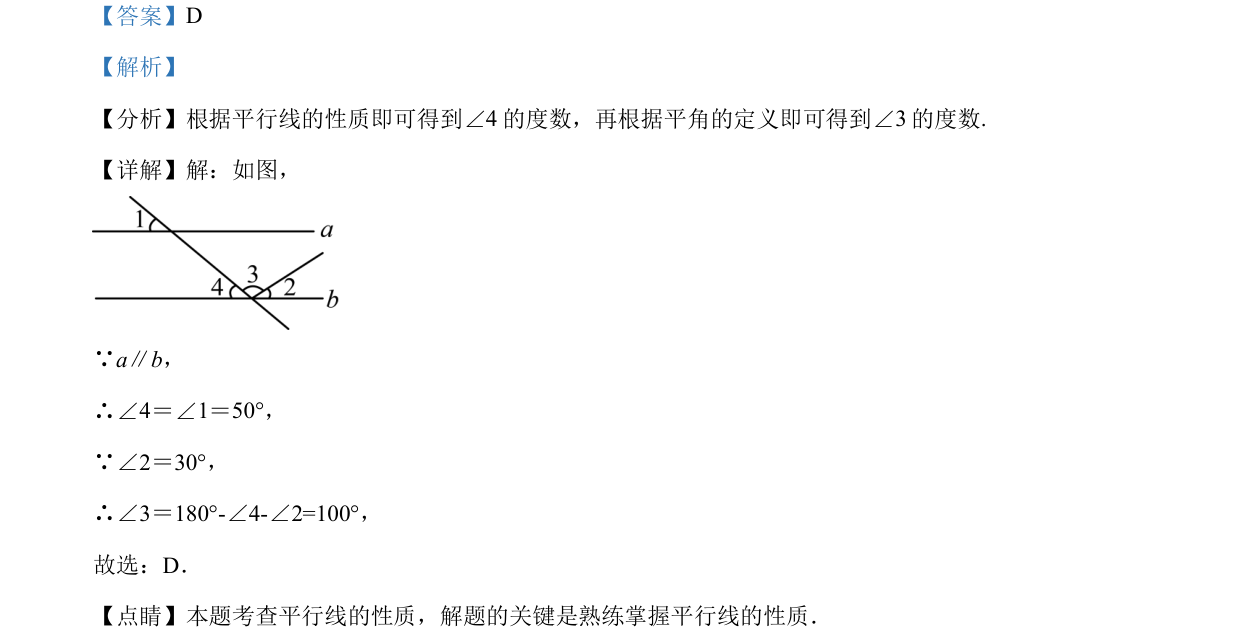 【答案】D
【解析】
【分析】根据平行线的性质即可得到∠4 的度数，再根据平角的定义即可得到∠3 的度数.
【详解】解：如图，
1
a
4 3 2
b
∵a∥b，
∴∠4＝∠1＝50°，
∵∠2＝30°，
∴∠3＝180°-∠4-∠2=100°，
故选：D．
【点睛】本题考查平行线的性质，解题的关键是熟练掌握平行线的性质．